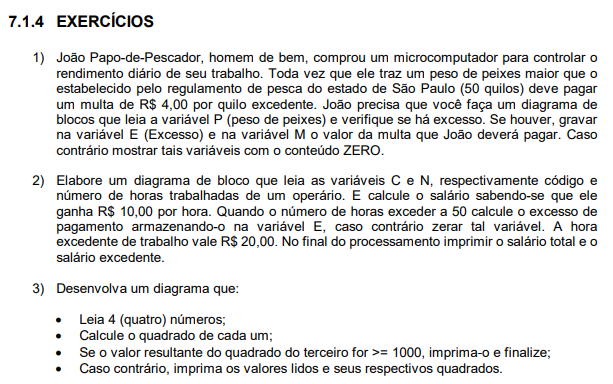 7.1.4 EXERCÍCIOS
1) João Papo-de-Pescador, homem de bem, comprou um microcomputador para controlar o
rendimento diário de seu trabalho. Toda vez que ele traz um peso de peixes maior que o
estabelecido pelo regulamento de pesca do estado de São Paulo (50 quilos) deve pagar
um multa de R$ 4,00 por quilo excedente. João precisa que você faça um diagrama de
blocos que leia a variável P (peso de peixes) e verifique se há excesso. Se houver, gravar
na variável E (Excesso) e na variável M o valor da multa que João deverá pagar. Caso
contrário mostrar tais variáveis com o conteúdo ZERO.
2) Elabore um diagrama de bloco que leia as variáveis C e N, respectivamente código e
número de horas trabalhadas de um operário. E calcule o salário sabendo-se que ele
ganha R$ 10,00 por hora. Quando o número de horas exceder a 50 calcule o excesso de
pagamento armazenando-o na variável E, caso contrário zerar tal variável. A hora
excedente de trabalho vale R$ 20,00. No final do processamento imprimir o salário total e o
salário excedente.
3) Desenvolva um diagrama que:
• Leia 4 (quatro) números;
• Calcule o quadrado de cada um;
• Se o valor resultante do quadrado do terceiro for >= 1000, imprima-o e finalize;
• Caso contrário, imprima os valores lidos e seus respectivos quadrados.